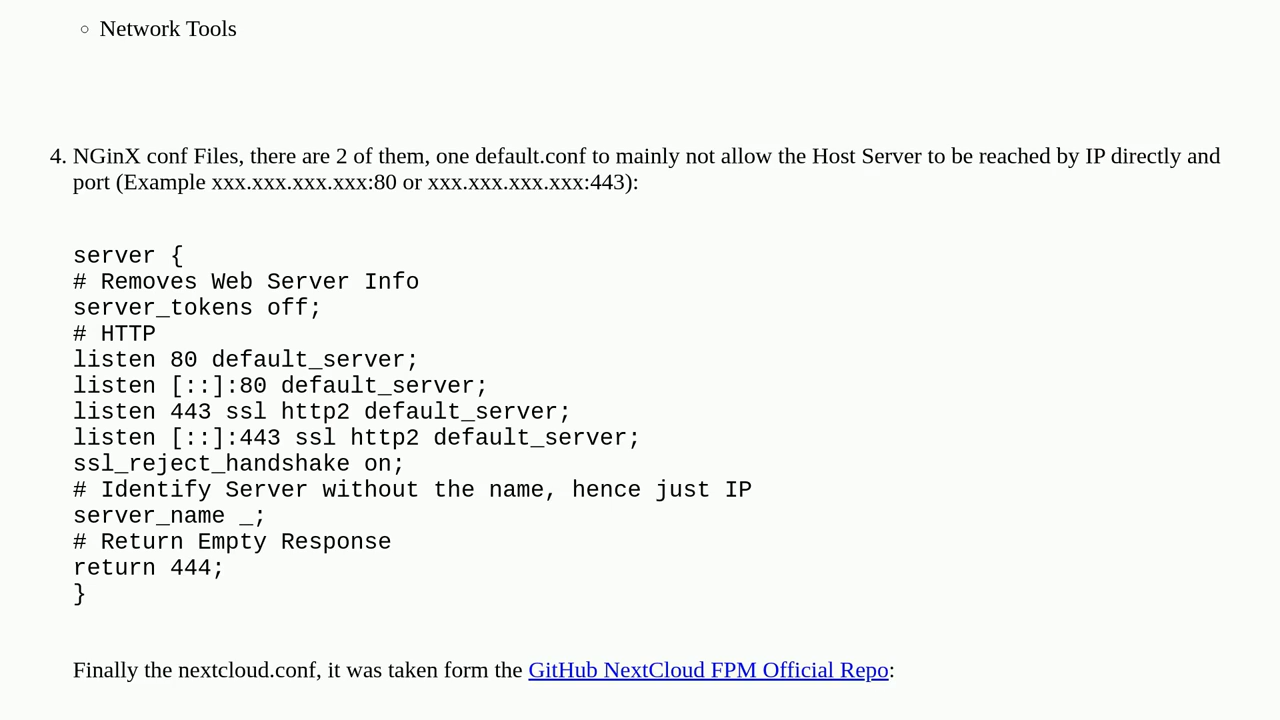 Network Tools
4. NGinX conf Files, there are 2 of them, one default.conf to mainly not allow the Host Server to be reached by IP directly and
port (Example xxx.xxx.xxx.xxx:80 or xxx.xxx.xxx.xxx:443):
server {
# Removes Web Server Info
server_tokens off;
# HTTP
listen 80 default_server;
listen [::]:80 default_server;
listen 443 ssl http2 default_server;
listen [::]:443 ssl http2 default_server;
ssl_reject_handshake on;
# Identify Server without the name, hence just IP
server_name _;
# Return Empty Response
return 444;
}
Finally the nextcloud.conf, it was taken form the GitHub NextCloud FPM Official Repo: